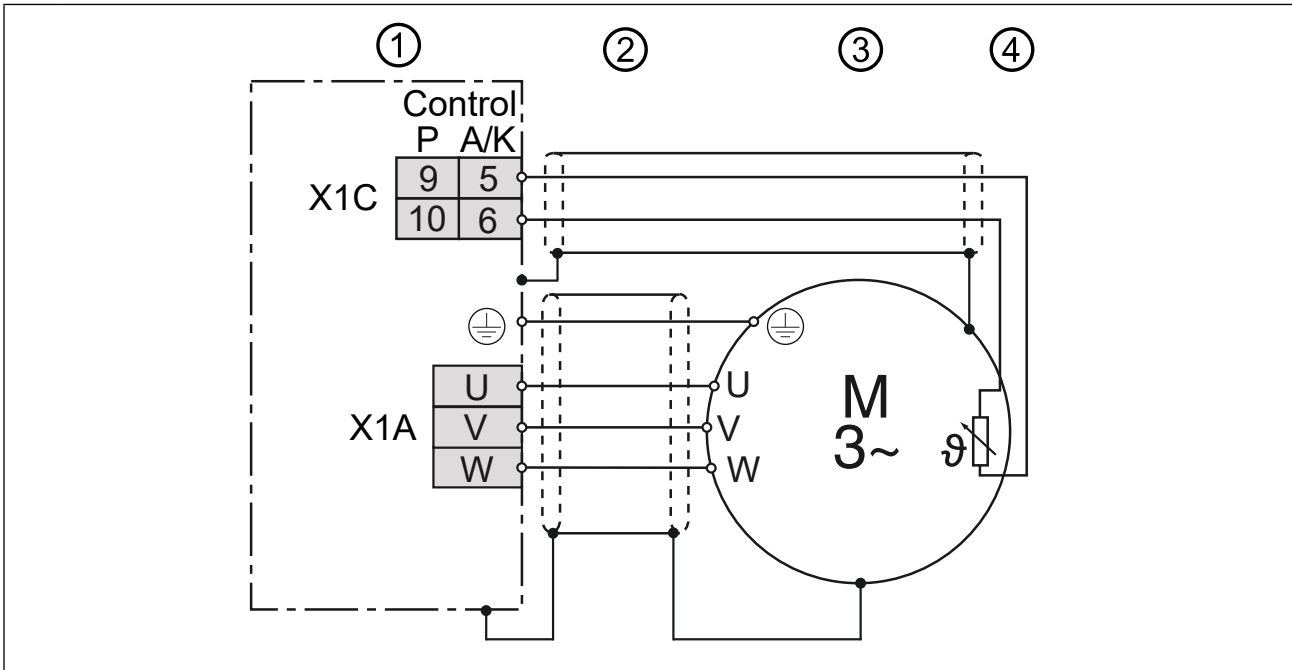 ① ② ③ ④
Control
P A/K
X1C 9 5
10 6
U U
X1A V V
W W
M
3~
ϑ